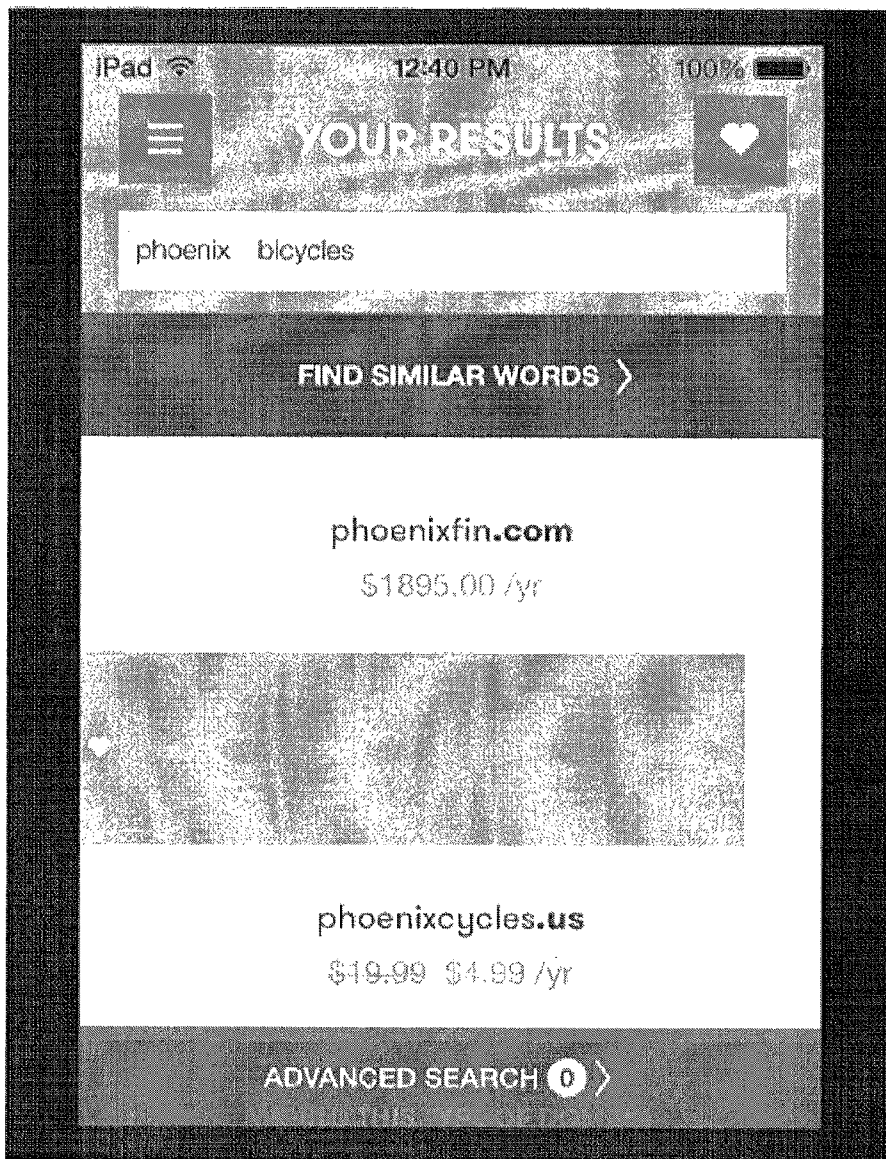 iPad 12:40 PM 100%
YOUR RESULTS
phoenix bicycles
FIND SIMILAR WORDS
phoenixfin.com
$1895.00 /yr
phoenixcycles.us
$19.99 $4.99 /yr
ADVANCED SEARCH 0